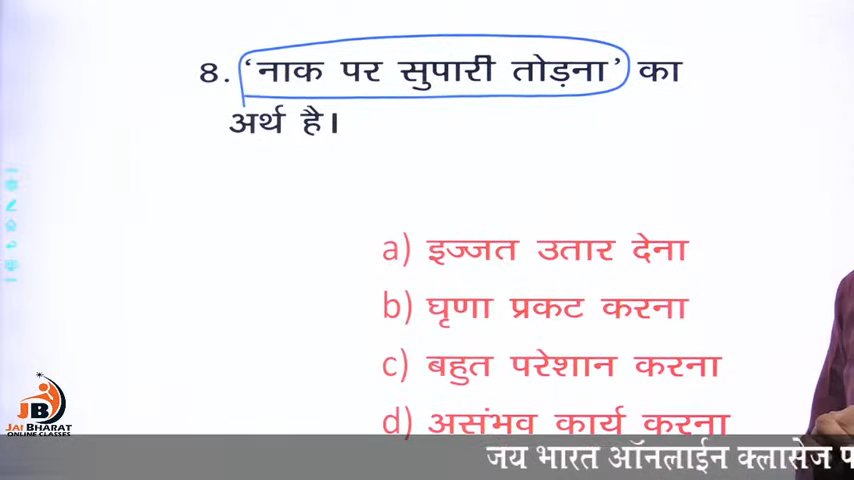 8. ‘नाक पर सुपारी तोड़ना’ का
अर्थ है।
a) इज्जत उतार देना
b) घृणा प्रकट करना
c) बहुत परेशान करना
d) असंभव कार्य करना
JB
JAI BHARAT
ONLINE CLASSES
जय भारत ऑनलाईन क्लासेज प